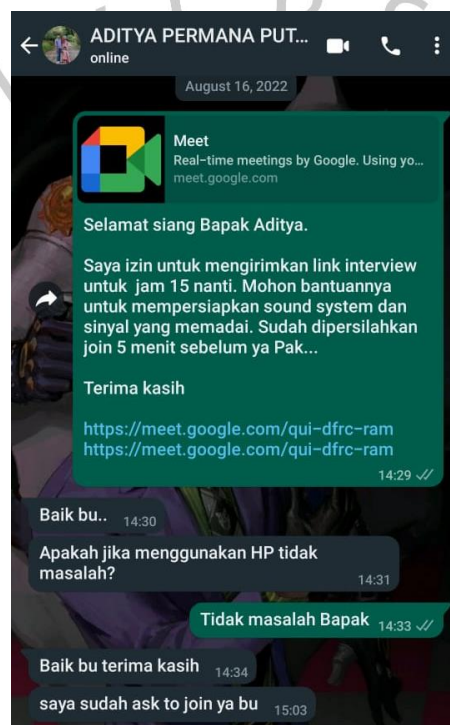 ADITYA PERMANA PUT...
online
August 16, 2022
Meet
Real-time meetings by Google. Using yo...
meet.google.com
Selamat siang Bapak Aditya.
Saya izin untuk mengirimkan link interview
untuk jam 15 nanti. Mohon bantuannya
untuk mempersiapkan sound system dan
sinyal yang memadai. Sudah dipersilahkan
join 5 menit sebelum ya Pak...
Terima kasih
https://meet.google.com/qui-dfrc-ram
https://meet.google.com/qui-dfrc-ram
14:29
Baik bu.. 14:30
Apakah jika menggunakan HP tidak
masalah?
14:31
Tidak masalah Bapak 14:33
Baik bu terima kasih 14:34
saya sudah ask to join ya bu 15:03